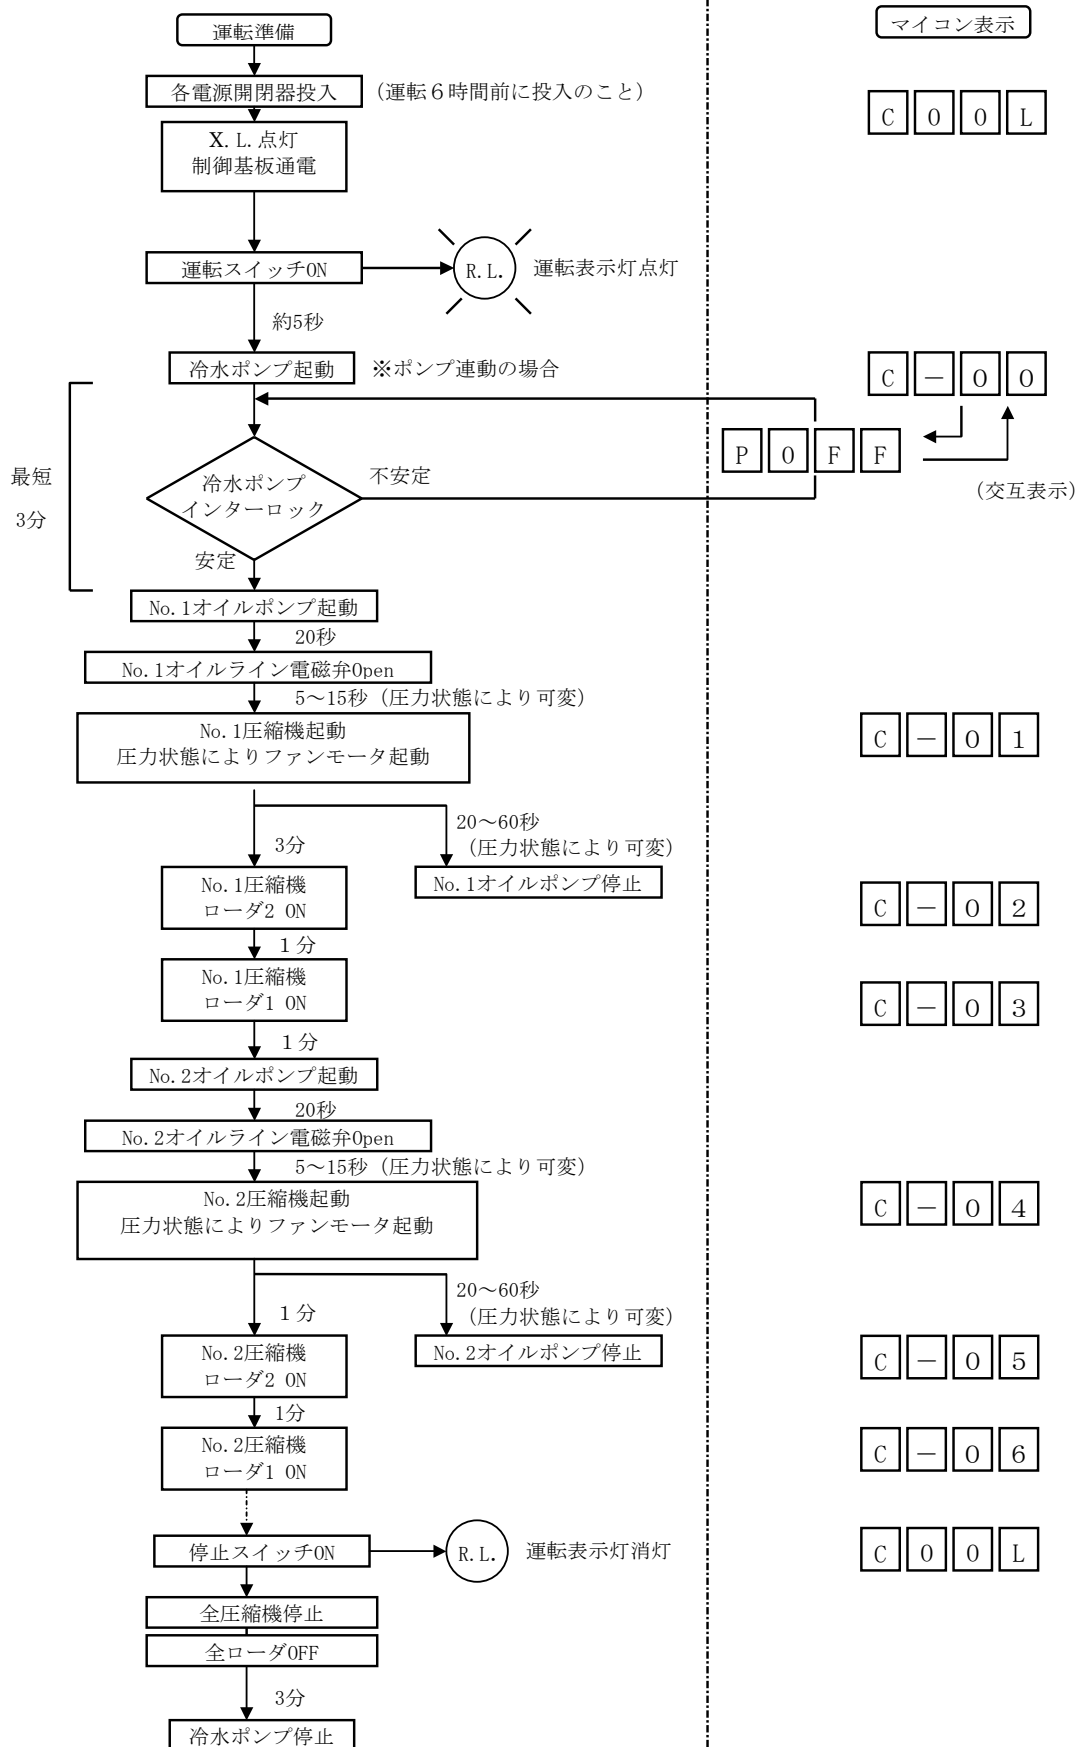 運転準備
マイコン表示
各電源開閉器投入 (運転6時間前に投入のこと)
C 0 0 L
X.L.点灯
制御基板通電
運転スイッチON R.L. 運転表示灯点灯
約5秒
冷水ポンプ起動 ※ポンプ連動の場合
C － 0 0
P 0 F F
(交互表示)
最短
3分
冷水ポンプ
インターロック
不安定
安定
No.1オイルポンプ起動
20秒
No.1オイルライン電磁弁Open
5～15秒 (圧力状態により可変)
No.1圧縮機起動
圧力状態によりファンモータ起動
C － 0 1
20～60秒
(圧力状態により可変)
3分
No.1オイルポンプ停止
No.1圧縮機
ローダ2 ON
C － 0 2
1分
No.1圧縮機
ローダ1 ON
C － 0 3
1分
No.2オイルポンプ起動
20秒
No.2オイルライン電磁弁Open
5～15秒 (圧力状態により可変)
No.2圧縮機起動
圧力状態によりファンモータ起動
C － 0 4
20～60秒
(圧力状態により可変)
1分
No.2オイルポンプ停止
No.2圧縮機
ローダ2 ON
C － 0 5
1分
No.2圧縮機
ローダ1 ON
C － 0 6
停止スイッチON R.L. 運転表示灯消灯
C 0 0 L
全圧縮機停止
全ローダOFF
3分
冷水ポンプ停止